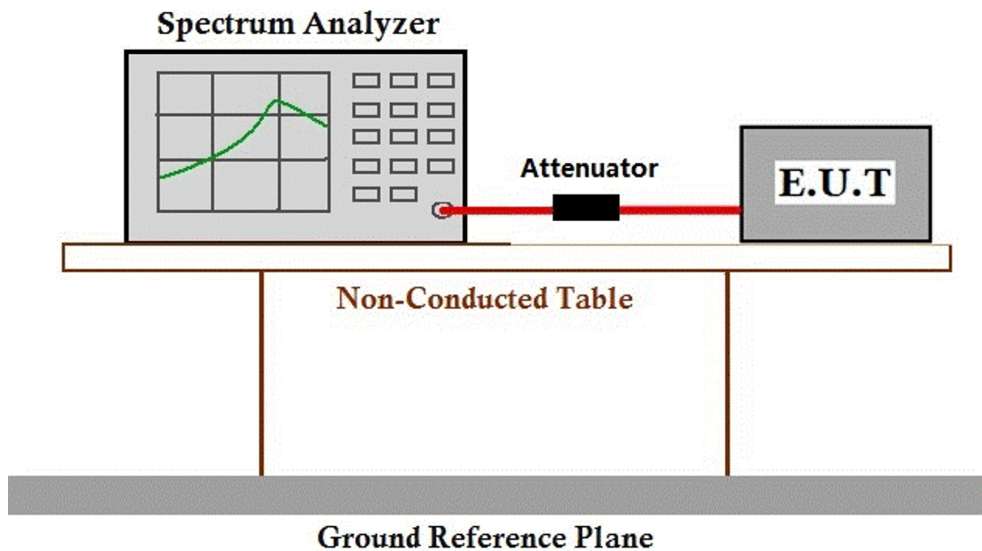 Spectrum Analyzer
Attenuator
E.U.T
Non-Conducted Table
Ground Reference Plane